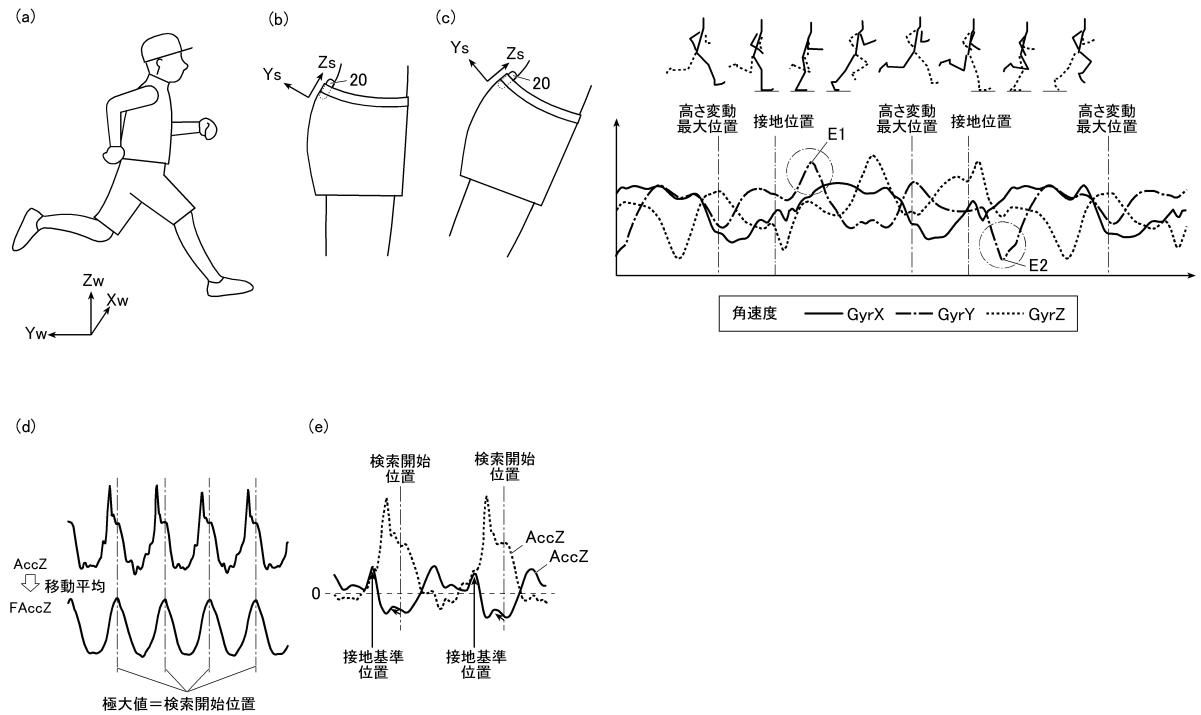 (a)
Zw
Xw
Yw
(b)
Zs
Ys
20
(c)
Ys
Zs
20
高さ変動
最大位置
接地位置
高さ変動
最大位置
接地位置
高さ変動
最大位置
E1
E2
角速度 GyrX GyrY GyrZ
(d)
AccZ
移動平均
FAccZ
極大値=検索開始位置
(e)
検索開始
位置
検索開始
位置
AccZ
AccZ
0
接地基準
位置
接地基準
位置